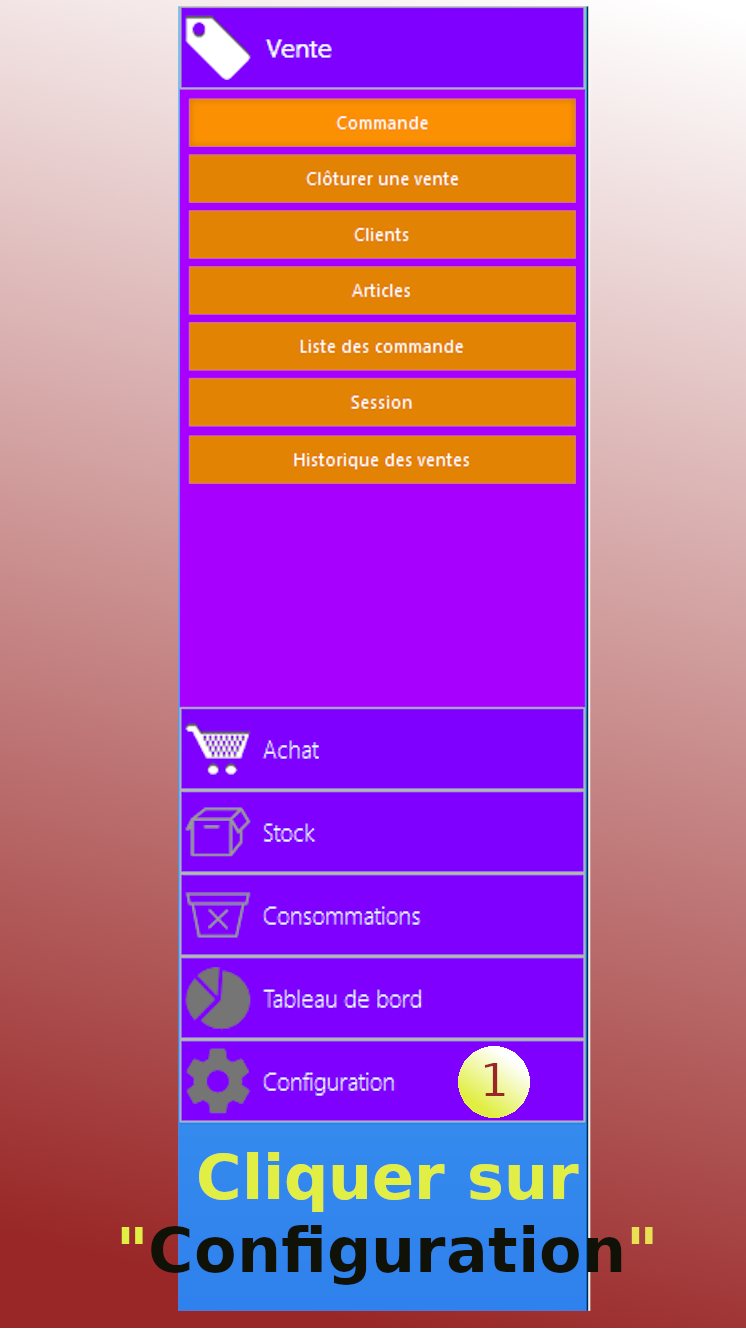 Vente
Commande
Clôturer une vente
Clients
Articles
Liste des commande
Session
Historique des ventes
Achat
Stock
Consommations
Tableau de bord
Configuration 1
Cliquer sur
"Configuration"